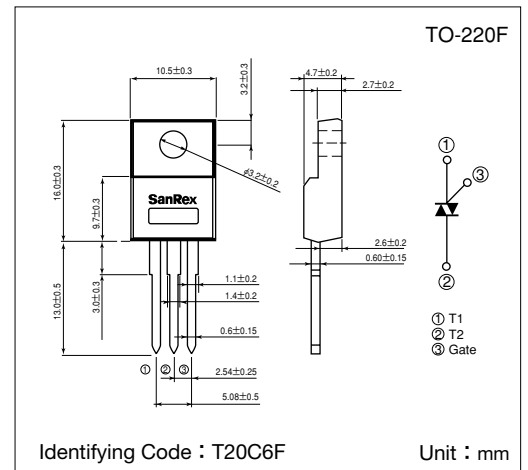 TO-220F
10.5±0.3
3.2±0.3
4.7±0.2
2.7±0.2
16.0±0.3
9.7±0.3
φ3.2±0.2
SanRex
① 
③
②
2.6±0.2
0.60±0.15
13.0±0.5
3.0±0.3
1.1±0.2
1.4±0.2
0.6±0.15
① ② ③
2.54±0.25
5.08±0.5
① T1
② T2
③ Gate
Identifying Code：T20C6F
Unit：mm